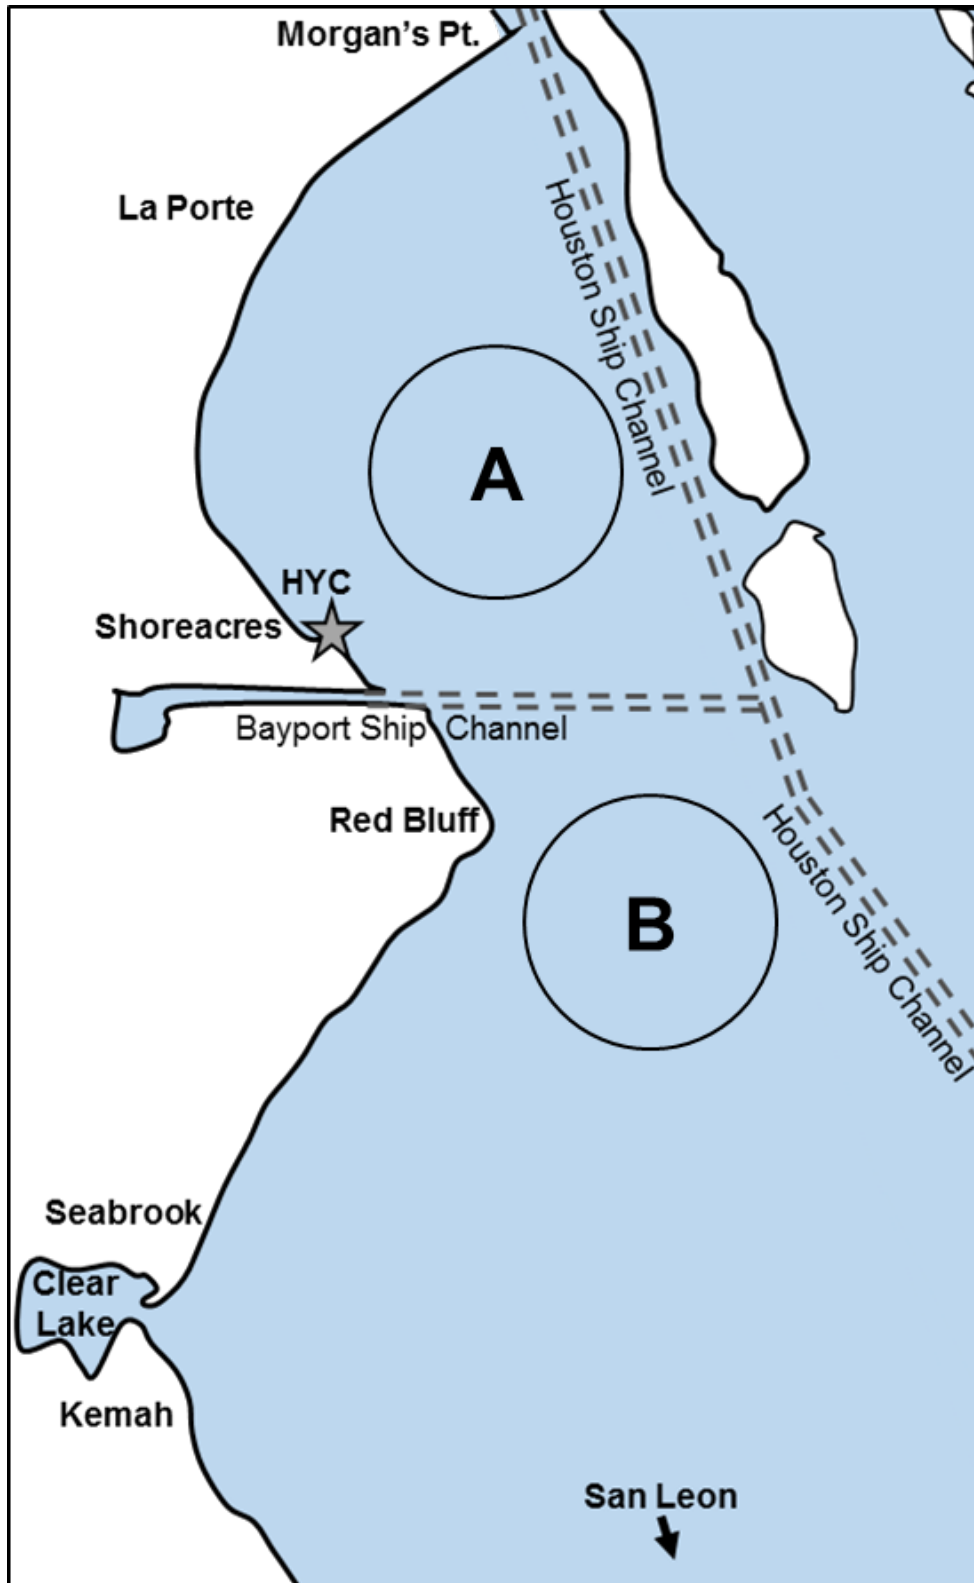 Morgan's Pt.
La Porte
Houston Ship Channel
A
HYC
Shoreacres
Bayport Ship Channel
Red Bluff
Houston Ship Channel
B
Seabrook
Clear
Lake
Kemah
San Leon